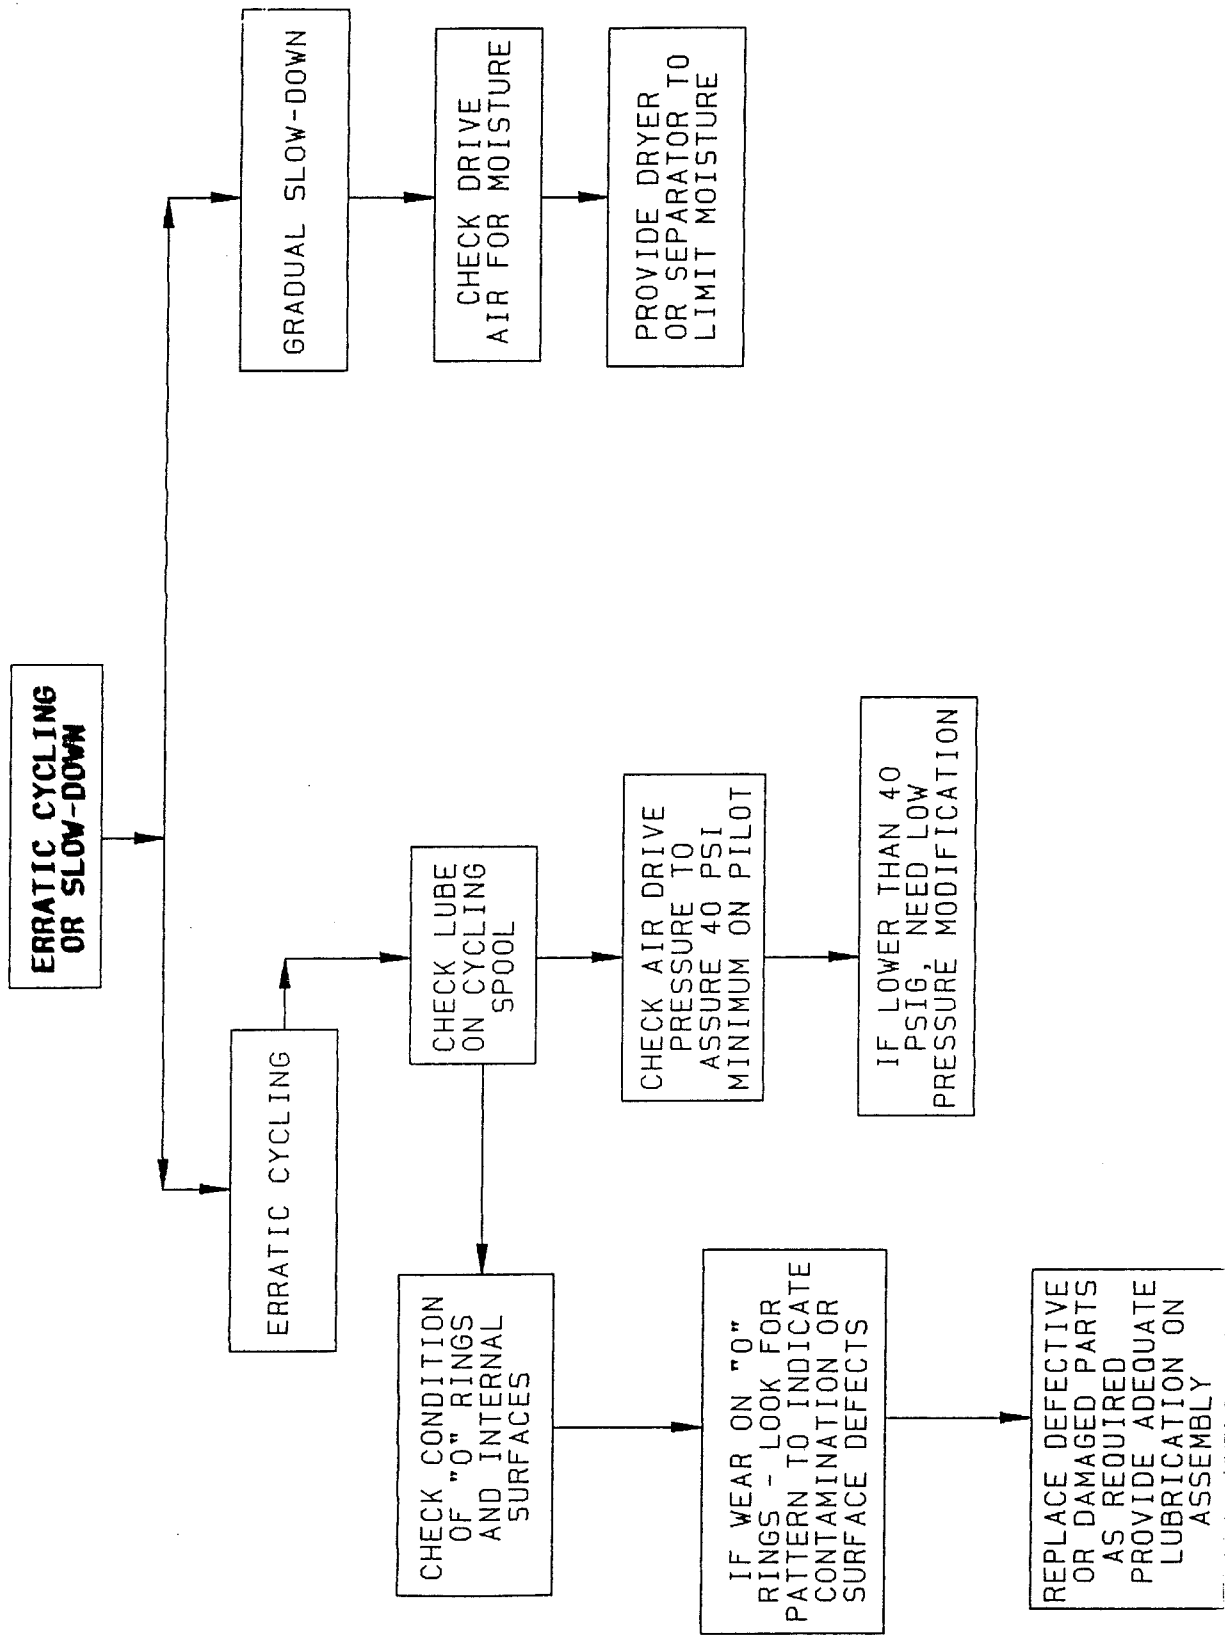 ERRATIC CYCLING
OR SLOW-DOWN
ERRATIC CYCLING
GRADUAL SLOW-DOWN
CHECK LUBE
ON CYCLING
SPOOL
CHECK DRIVE
AIR FOR MOISTURE
CHECK CONDITION
OF "O" RINGS
AND INTERNAL
SURFACES
CHECK AIR DRIVE
PRESSURE TO
ASSURE 40 PSI
MINIMUM ON PILOT
PROVIDE DRYER
OR SEPARATOR TO
LIMIT MOISTURE
IF WEAR ON "O"
RINGS - LOOK FOR
PATTERN TO INDICATE
CONTAMINATION OR
SURFACE DEFECTS
IF LOWER THAN 40
PSIG, NEED LOW
PRESSURE MODIFICATION
REPLACE DEFECTIVE
OR DAMAGED PARTS
AS REQUIRED
PROVIDE ADEQUATE
LUBRICATION ON
ASSEMBLY